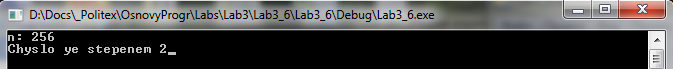 D:\Docs\_Politex\OsnovyProgr\Labs\Lab3\Lab3_6\Lab3_6\Debug\Lab3_6.exe
n: 256
Chyslo ye stepenem 2